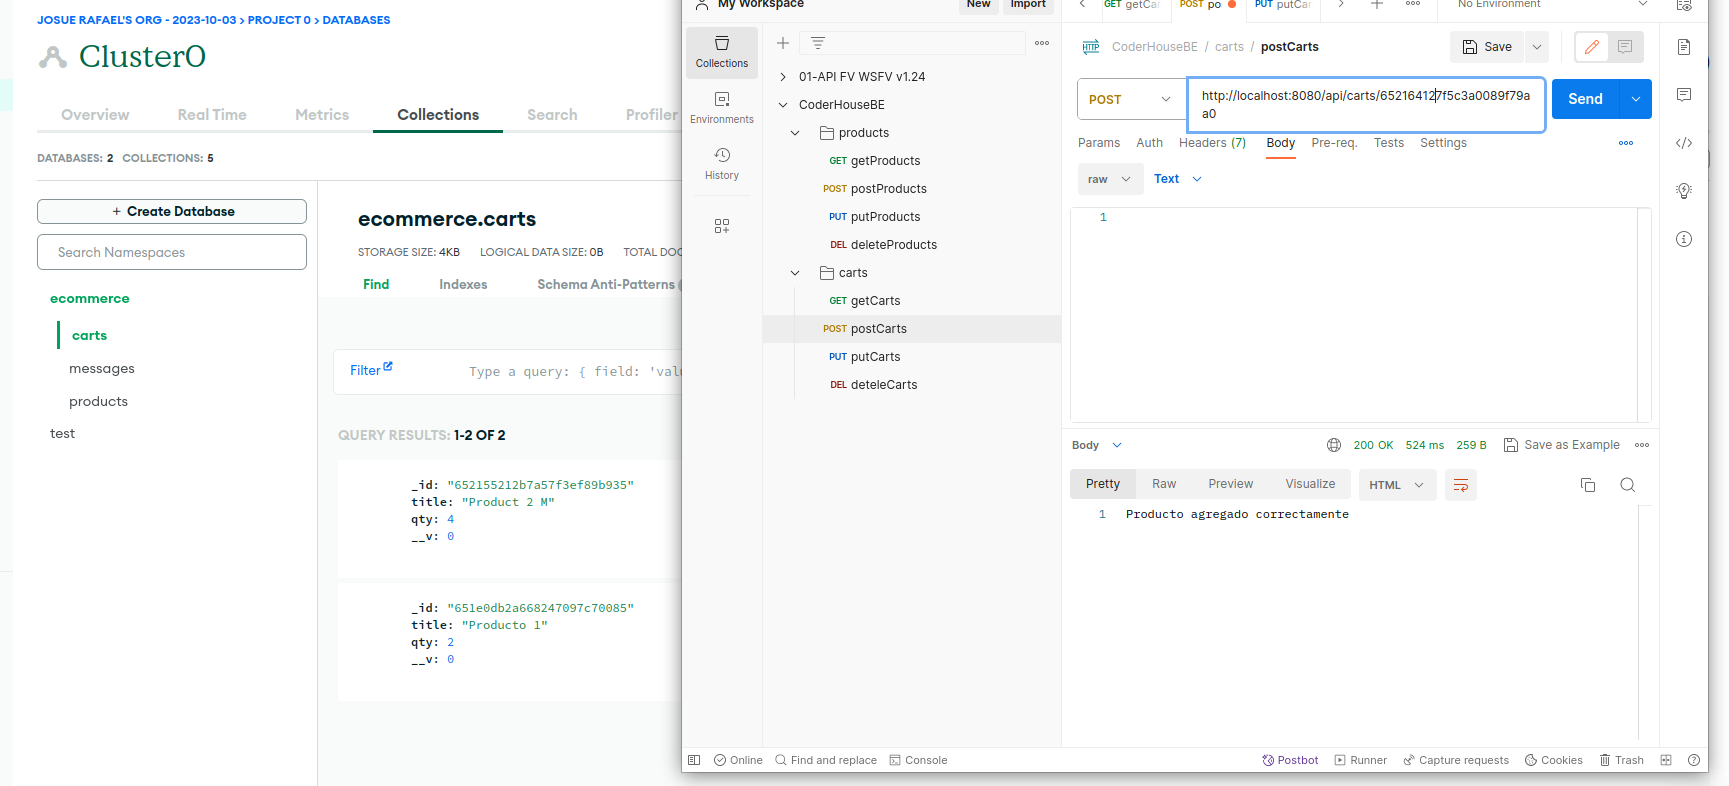 JOSUE RAFAEL'S ORG - 2023-10-03 > PROJECT 0 > DATABASES
Cluster0
Overview
Real Time
Metrics
Collections
Search
Profiler
DATABASES: 2 COLLECTIONS: 5
+ Create Database
Search Namespaces
ecommerce
carts
messages
products
test
ecommerce.carts
STORAGE SIZE: 4KB LOGICAL DATA SIZE: 0B TOTAL DOC
Find
Indexes
Schema Anti-Patterns
Filter
Type a query: { field: 'valu
QUERY RESULTS: 1-2 OF 2
_id: "652155212b7a57f3ef89b935"
title: "Product 2 M"
qty: 4
__v: 0
_id: "651e0db2a668247097c70085"
title: "Producto 1"
qty: 2
__v: 0
My Workspace
New
Import
Collections
Environments
History
01-API FV WSFV v1.24
CoderHouseBE
products
GET getProducts
POST postProducts
PUT putProducts
DEL deleteProducts
carts
GET getCarts
POST postCarts
PUT putCarts
DEL deteleCarts
GET getCar
POST po
PUT putCar
No Environment
HTTP
CoderHouseBE / carts / postCarts
Save
POST
http://localhost:8080/api/carts/652164127f5c3a0089f79a
a0
Send
Params
Auth
Headers (7)
Body
Pre-req.
Tests
Settings
raw
Text
1
Body
200 OK 524 ms 259 B
Save as Example
Pretty
Raw
Preview
Visualize
HTML
1 Producto agregado correctamente
Online
Find and replace
Console
Postbot
Runner
Capture requests
Cookies
Trash